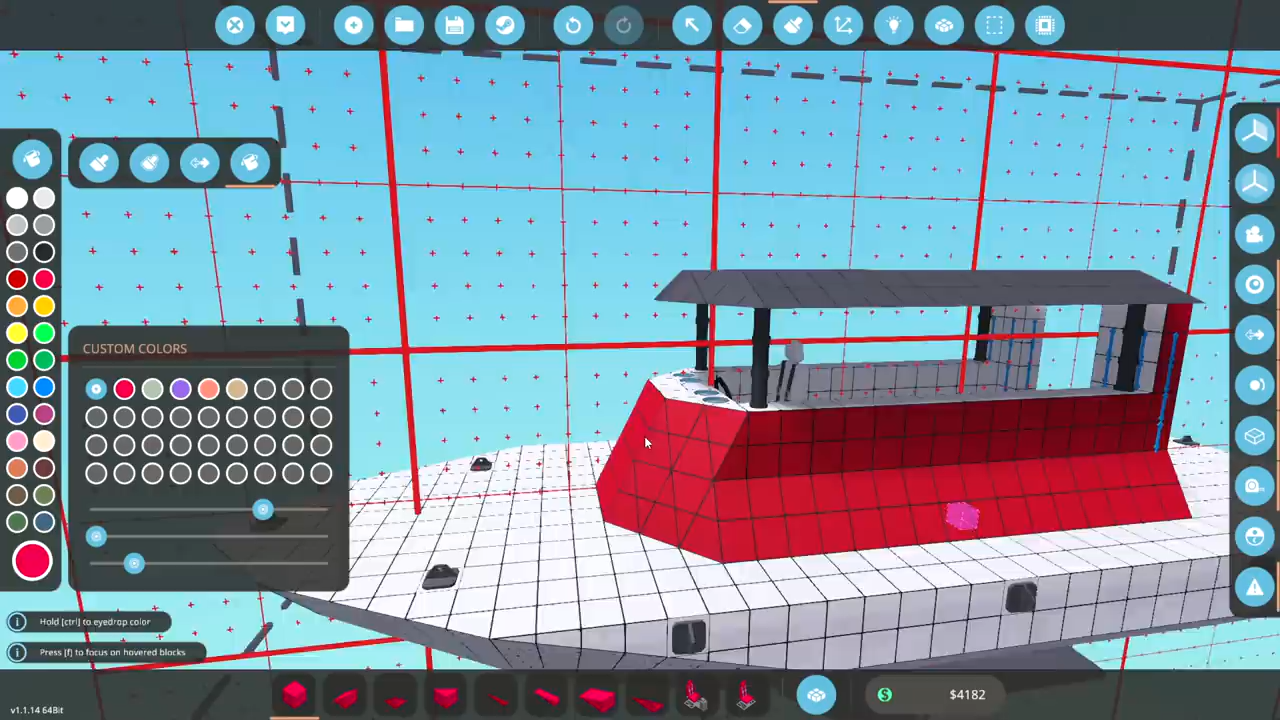 CUSTOM COLORS
Hold [ctrl] to eyedrop color
Press [f] to focus on hovered blocks
$4182
v1.1.14 64Bit